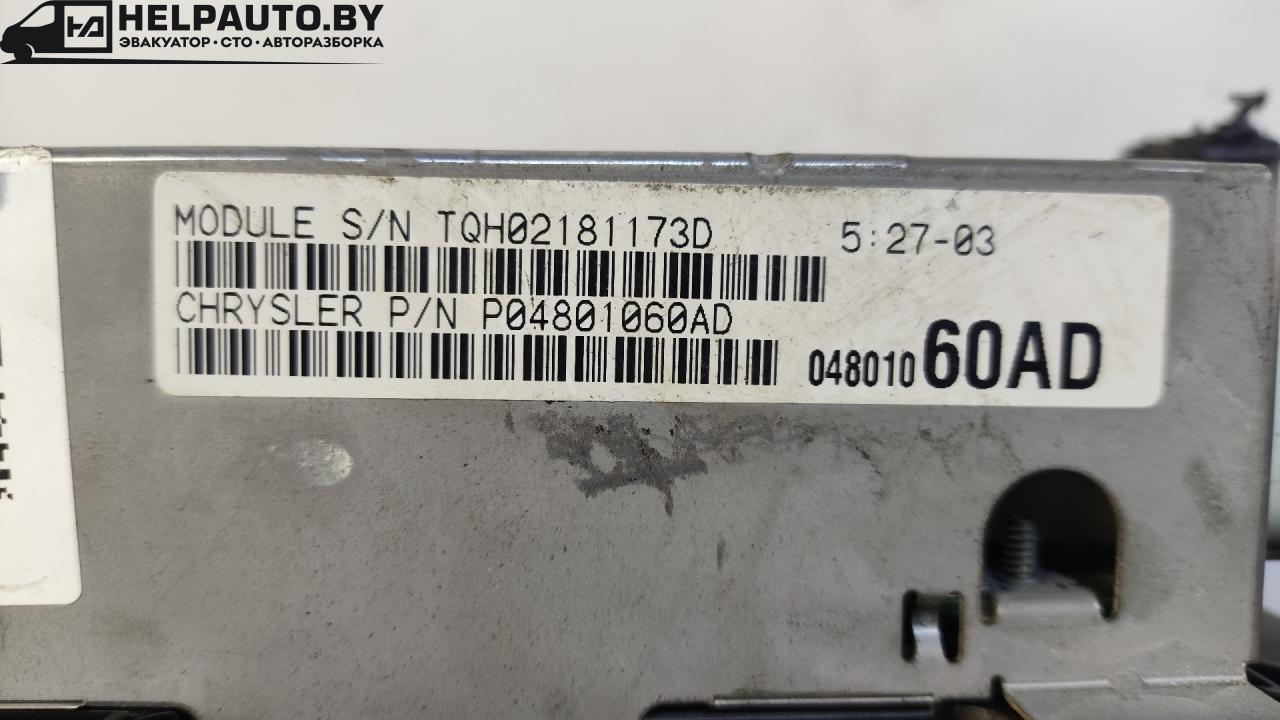 HELPAUTO.BY
ЭВАКУАТОР·СТО·АВТОРАЗБОРКА
MODULE S/N TQH02181173D 5:27-03
CHRYSLER P/N P04801060AD
04801060AD